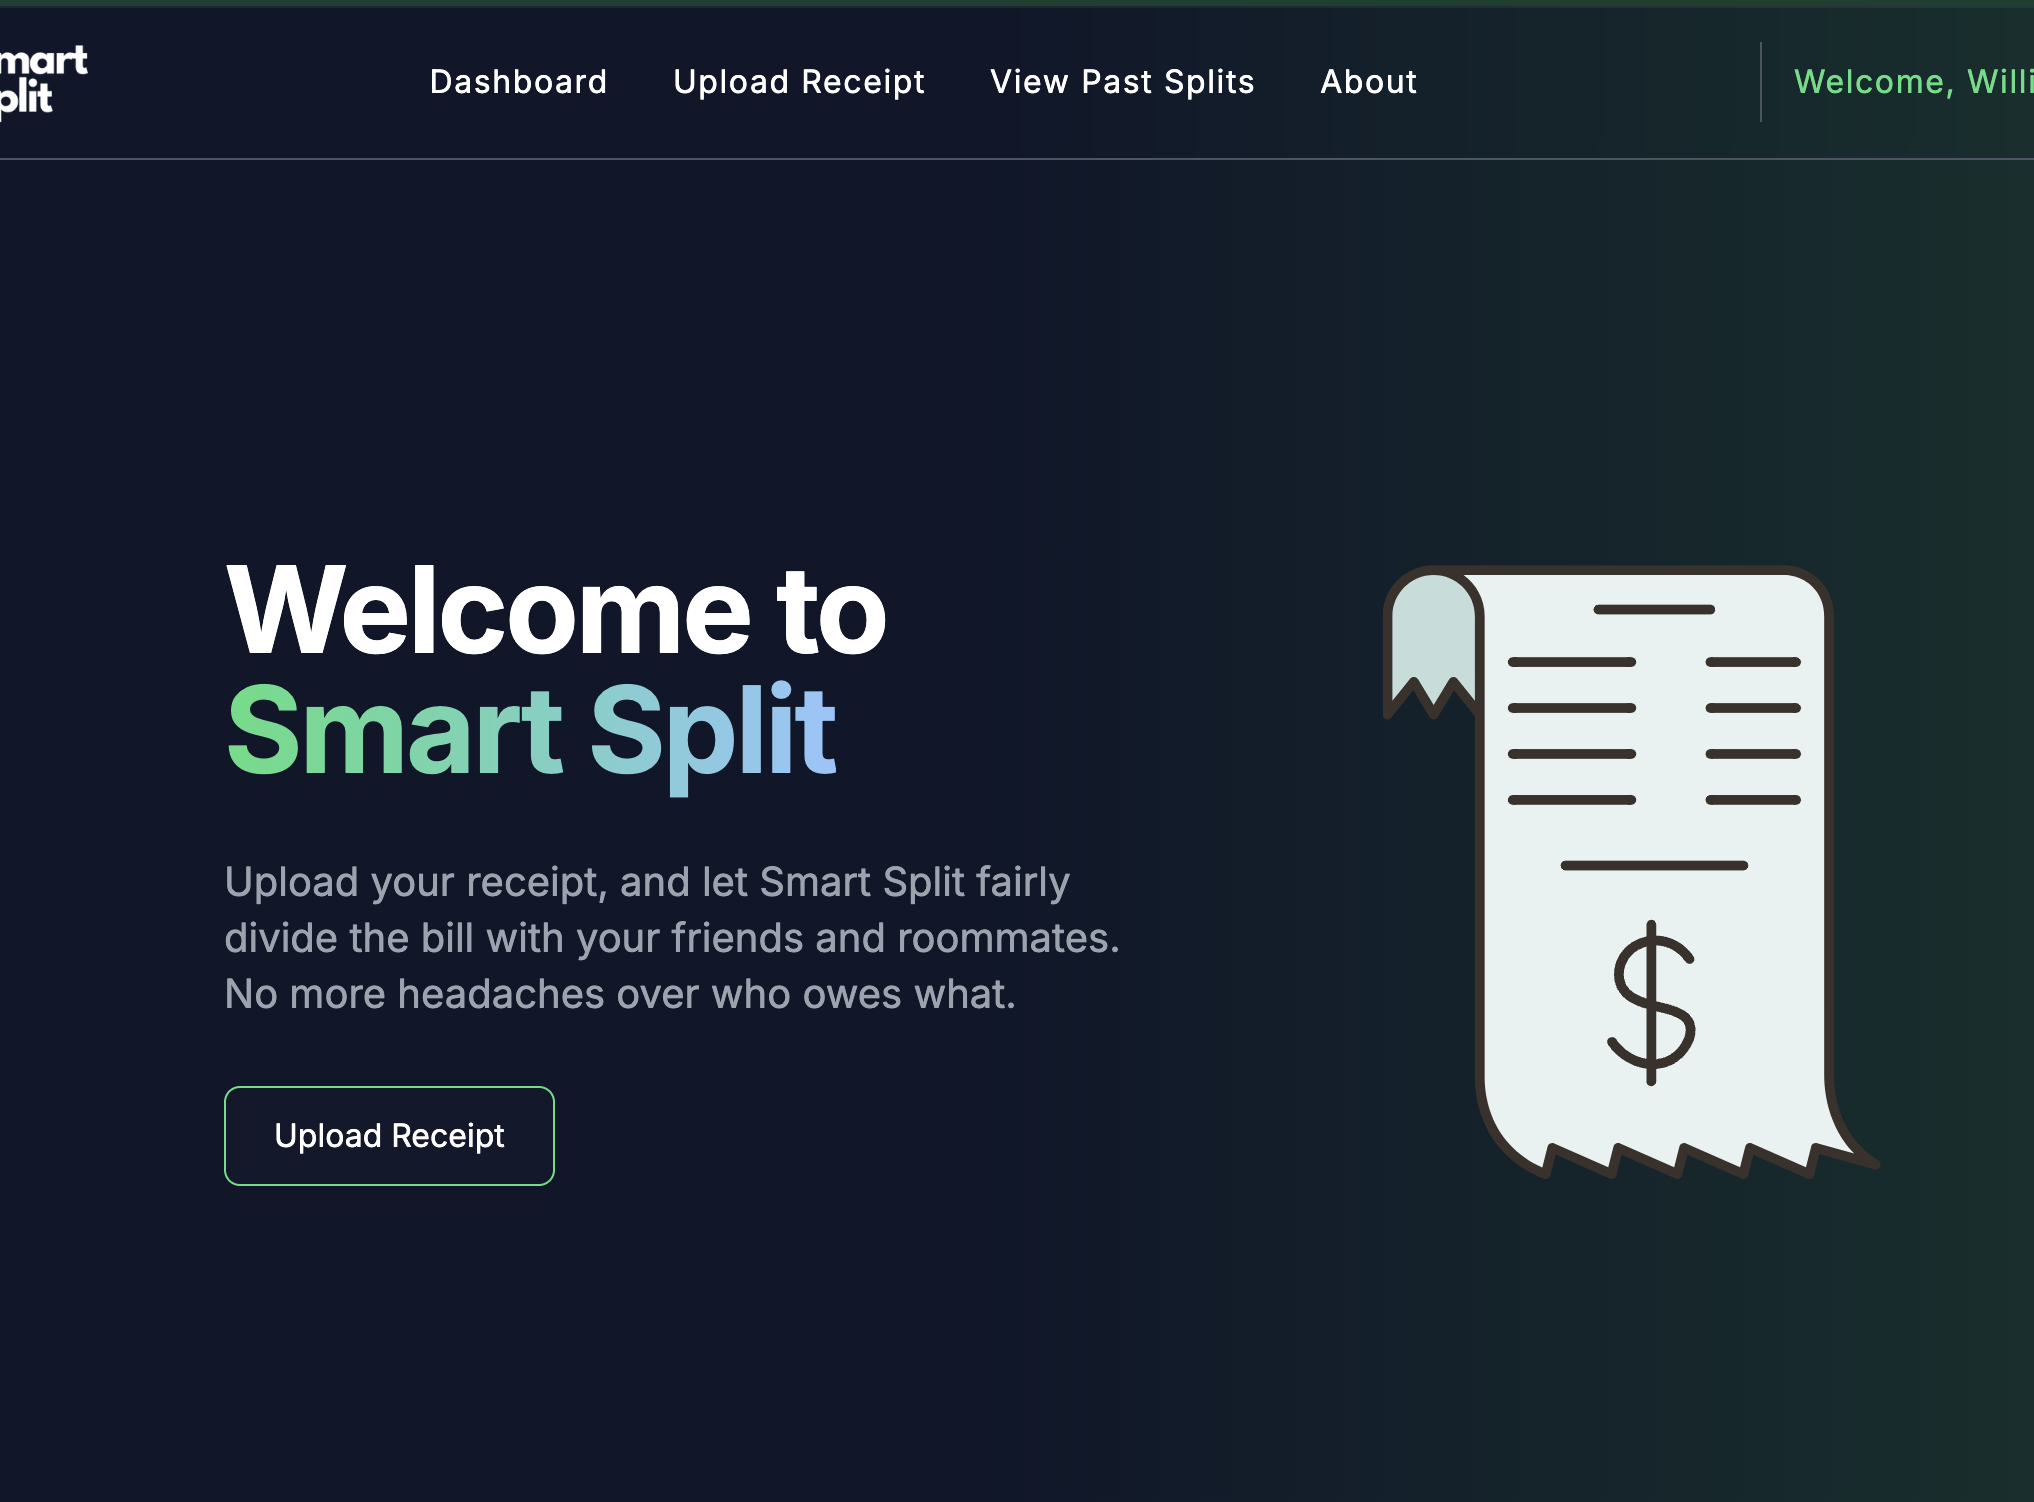 mart
plit
Dashboard
Upload Receipt
View Past Splits
About
Welcome, Willi
Welcome to
Smart Split
Upload your receipt, and let Smart Split fairly
divide the bill with your friends and roommates.
No more headaches over who owes what.
Upload Receipt
$